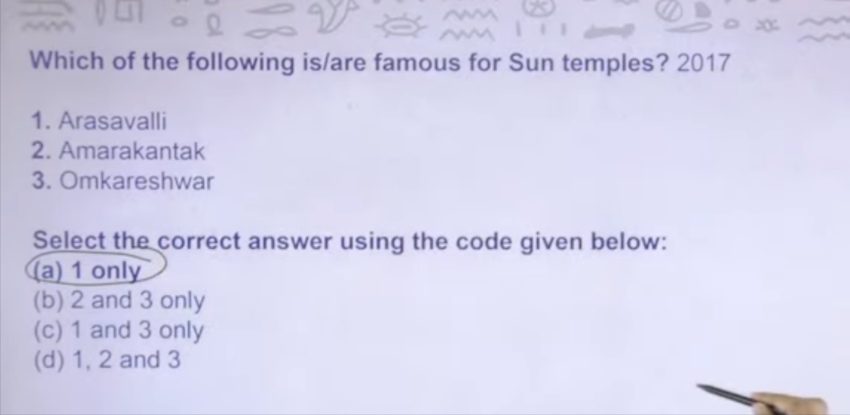 Which of the following is/are famous for Sun temples? 2017
1. Arasavalli
2. Amarakantak
3. Omkareshwar
Select the correct answer using the code given below:
(a) 1 only
(b) 2 and 3 only
(c) 1 and 3 only
(d) 1, 2 and 3